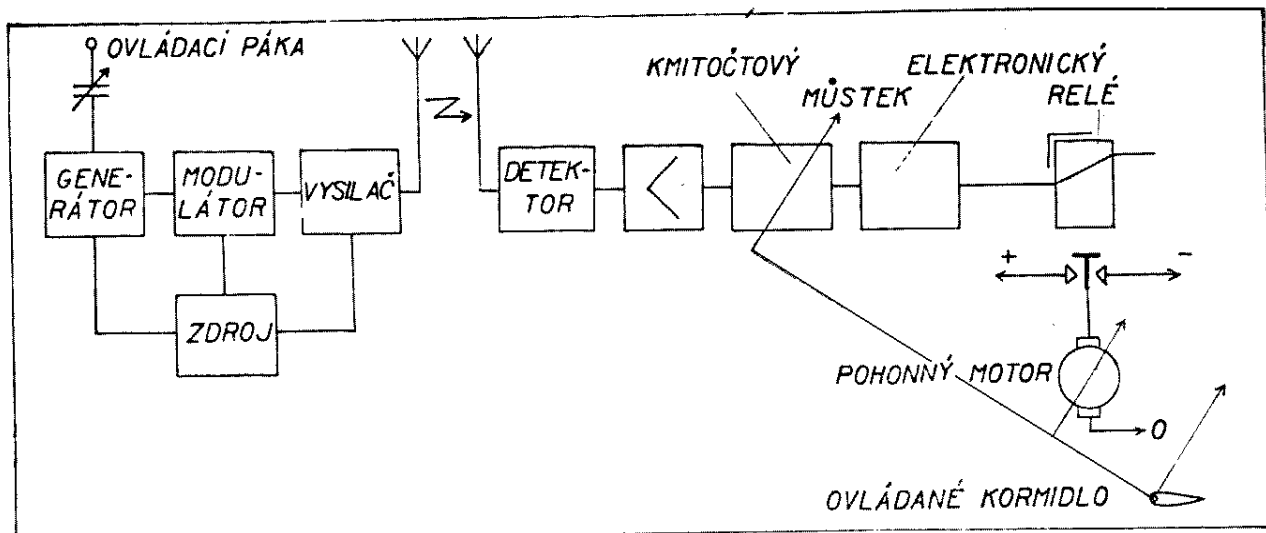 OVLÁDACÍ PÁKA
GENE-
RÁTOR
MODU-
LÁTOR
VYSILAČ
ZDROJ
DETEK-
TOR
KMITOČTOVÝ
MŮSTEK
ELEKTRONICKÝ
RELÉ
+
-
POHONNÝ MOTOR
0
OVLÁDANÉ KORMIDLO